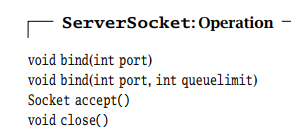 ServerSocket: Operation
void bind(int port)
void bind(int port, int queuelimit)
Socket accept()
void close()